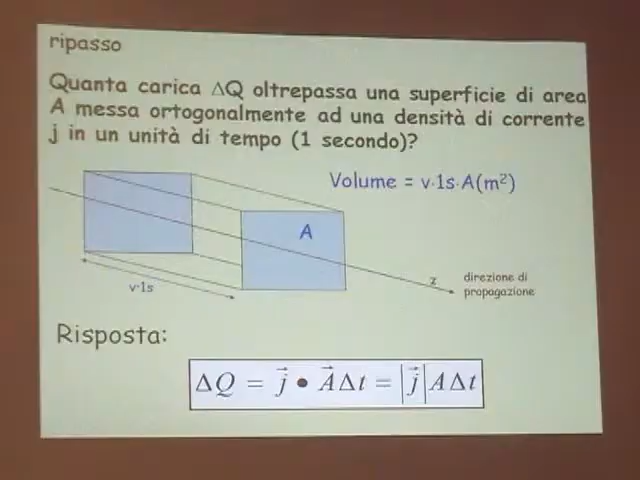 ripasso
Quanta carica ΔQ oltrepassa una superficie di area
A messa ortogonalmente ad una densità di corrente
j in un unità di tempo (1 secondo)?
Volume = v·1s·A(m²)
A
v·1s
z
direzione di
propagazione
Risposta:
ΔQ = j⃗ • A⃗Δt = |j⃗|AΔt